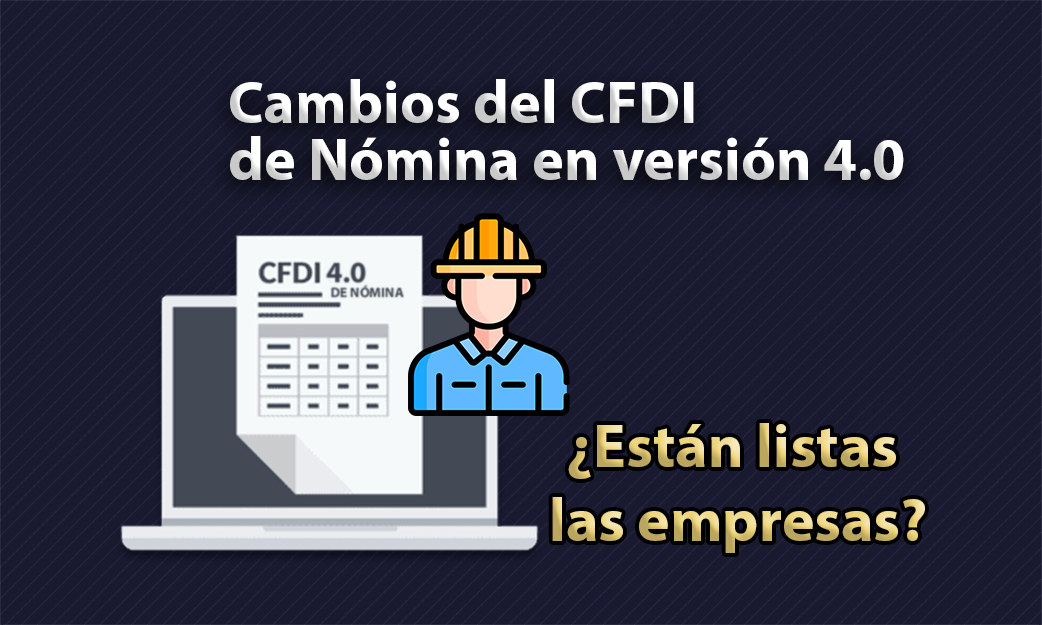 Cambios del CFDI
de Nómina en versión 4.0
CFDI 4.0
DE NÓMINA
¿Están listas
las empresas?